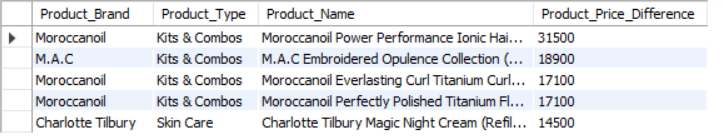 Product_Brand Product_Type Product_Name Product_Price_Difference
Moroccanoil Kits & Combos Moroccanoil Power Performance Ionic Hai... 31500
M.A.C Kits & Combos M.A.C Embroidered Opulence Collection (... 18900
Moroccanoil Kits & Combos Moroccanoil Everlasting Curl Titanium Curl... 17100
Moroccanoil Kits & Combos Moroccanoil Perfectly Polished Titanium Fl... 17100
Charlotte Tilbury Skin Care Charlotte Tilbury Magic Night Cream (Refil... 14500